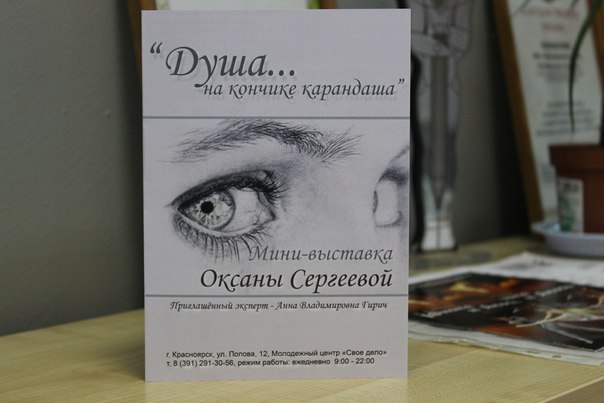 “Душа...
на кончике карандаша”
Мини-выставка
Оксаны Сергеевой
Приглашённый эксперт - Анна Владимировна Гирич
г. Красноярск, ул. Попова, 12, Молодежный центр «Свое дело»
т. 8 (391) 291-30-56, режим работы: ежедневно 9:00 - 22:00